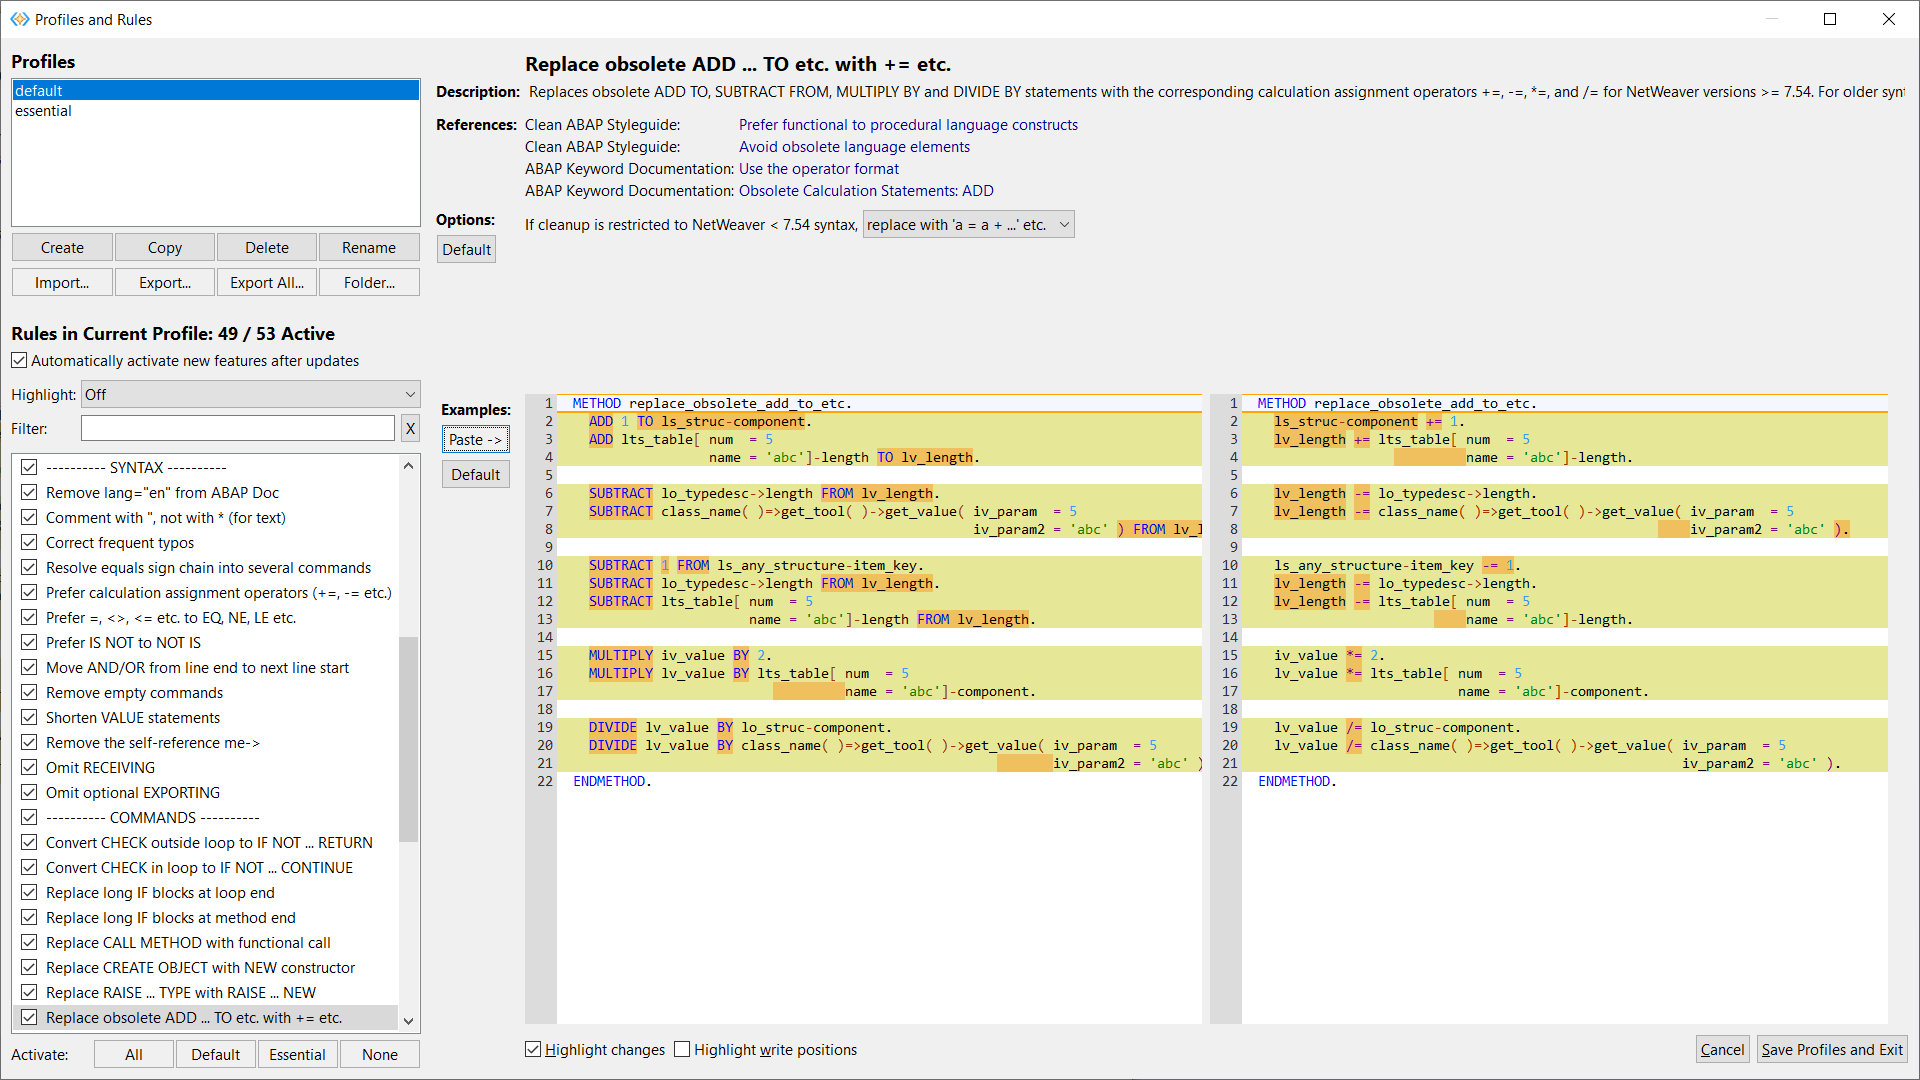 Profiles and Rules
Profiles
default
essential
Create Copy Delete Rename
Import... Export... Export All... Folder...
Rules in Current Profile: 49 / 53 Active
Automatically activate new features after updates
Highlight: Off
Filter: X
---------- SYNTAX ----------
Remove lang="en" from ABAP Doc
Comment with ", not with * (for text)
Correct frequent typos
Resolve equals sign chain into several commands
Prefer calculation assignment operators (+=, -= etc.)
Prefer =, <>, <= etc. to EQ, NE, LE etc.
Prefer IS NOT to NOT IS
Move AND/OR from line end to next line start
Remove empty commands
Shorten VALUE statements
Remove the self-reference me->
Omit RECEIVING
Omit optional EXPORTING
---------- COMMANDS ----------
Convert CHECK outside loop to IF NOT ... RETURN
Convert CHECK in loop to IF NOT ... CONTINUE
Replace long IF blocks at loop end
Replace long IF blocks at method end
Replace CALL METHOD with functional call
Replace CREATE OBJECT with NEW constructor
Replace RAISE ... TYPE with RAISE ... NEW
Replace obsolete ADD ... TO etc. with += etc.
Activate: All Default Essential None
Replace obsolete ADD ... TO etc. with += etc.
Description: Replaces obsolete ADD TO, SUBTRACT FROM, MULTIPLY BY and DIVIDE BY statements with the corresponding calculation assignment operators +=, -=, *=, and /= for NetWeaver versions >= 7.54. For older syn
References: Clean ABAP Styleguide: Prefer functional to procedural language constructs
Clean ABAP Styleguide: Avoid obsolete language elements
ABAP Keyword Documentation: Use the operator format
ABAP Keyword Documentation: Obsolete Calculation Statements: ADD
Options:
If cleanup is restricted to NetWeaver < 7.54 syntax, replace with 'a = a + ...' etc.
Default
Examples:
Paste ->
Default
1 METHOD replace_obsolete_add_to_etc.
2 ADD 1 TO ls_struc-component.
3 ADD lts_table[ num = 5
4 name = 'abc']-length TO lv_length.
5
6 SUBTRACT lo_typedesc->length FROM lv_length.
7 SUBTRACT class_name( )=>get_tool( )->get_value( iv_param = 5
8 iv_param2 = 'abc' ) FROM lv_l
9
10 SUBTRACT 1 FROM ls_any_structure-item_key.
11 SUBTRACT lo_typedesc->length FROM lv_length.
12 SUBTRACT lts_table[ num = 5
13 name = 'abc']-length FROM lv_length.
14
15 MULTIPLY iv_value BY 2.
16 MULTIPLY lv_value BY lts_table[ num = 5
17 name = 'abc']-component.
18
19 DIVIDE lv_value BY lo_struc-component.
20 DIVIDE lv_value BY class_name( )=>get_tool( )->get_value( iv_param = 5
21 iv_param2 = 'abc' )
22 ENDMETHOD.
1 METHOD replace_obsolete_add_to_etc.
2 ls_struc-component += 1.
3 lv_length += lts_table[ num = 5
4 name = 'abc']-length.
5
6 lv_length -= lo_typedesc->length.
7 lv_length -= class_name( )=>get_tool( )->get_value( iv_param = 5
8 iv_param2 = 'abc' ).
9
10 ls_any_structure-item_key -= 1.
11 lv_length -= lo_typedesc->length.
12 lv_length -= lts_table[ num = 5
13 name = 'abc']-length.
14
15 iv_value *= 2.
16 lv_value *= lts_table[ num = 5
17 name = 'abc']-component.
18
19 lv_value /= lo_struc-component.
20 lv_value /= class_name( )=>get_tool( )->get_value( iv_param = 5
21 iv_param2 = 'abc' ).
22 ENDMETHOD.
Highlight changes Highlight write positions
Cancel Save Profiles and Exit